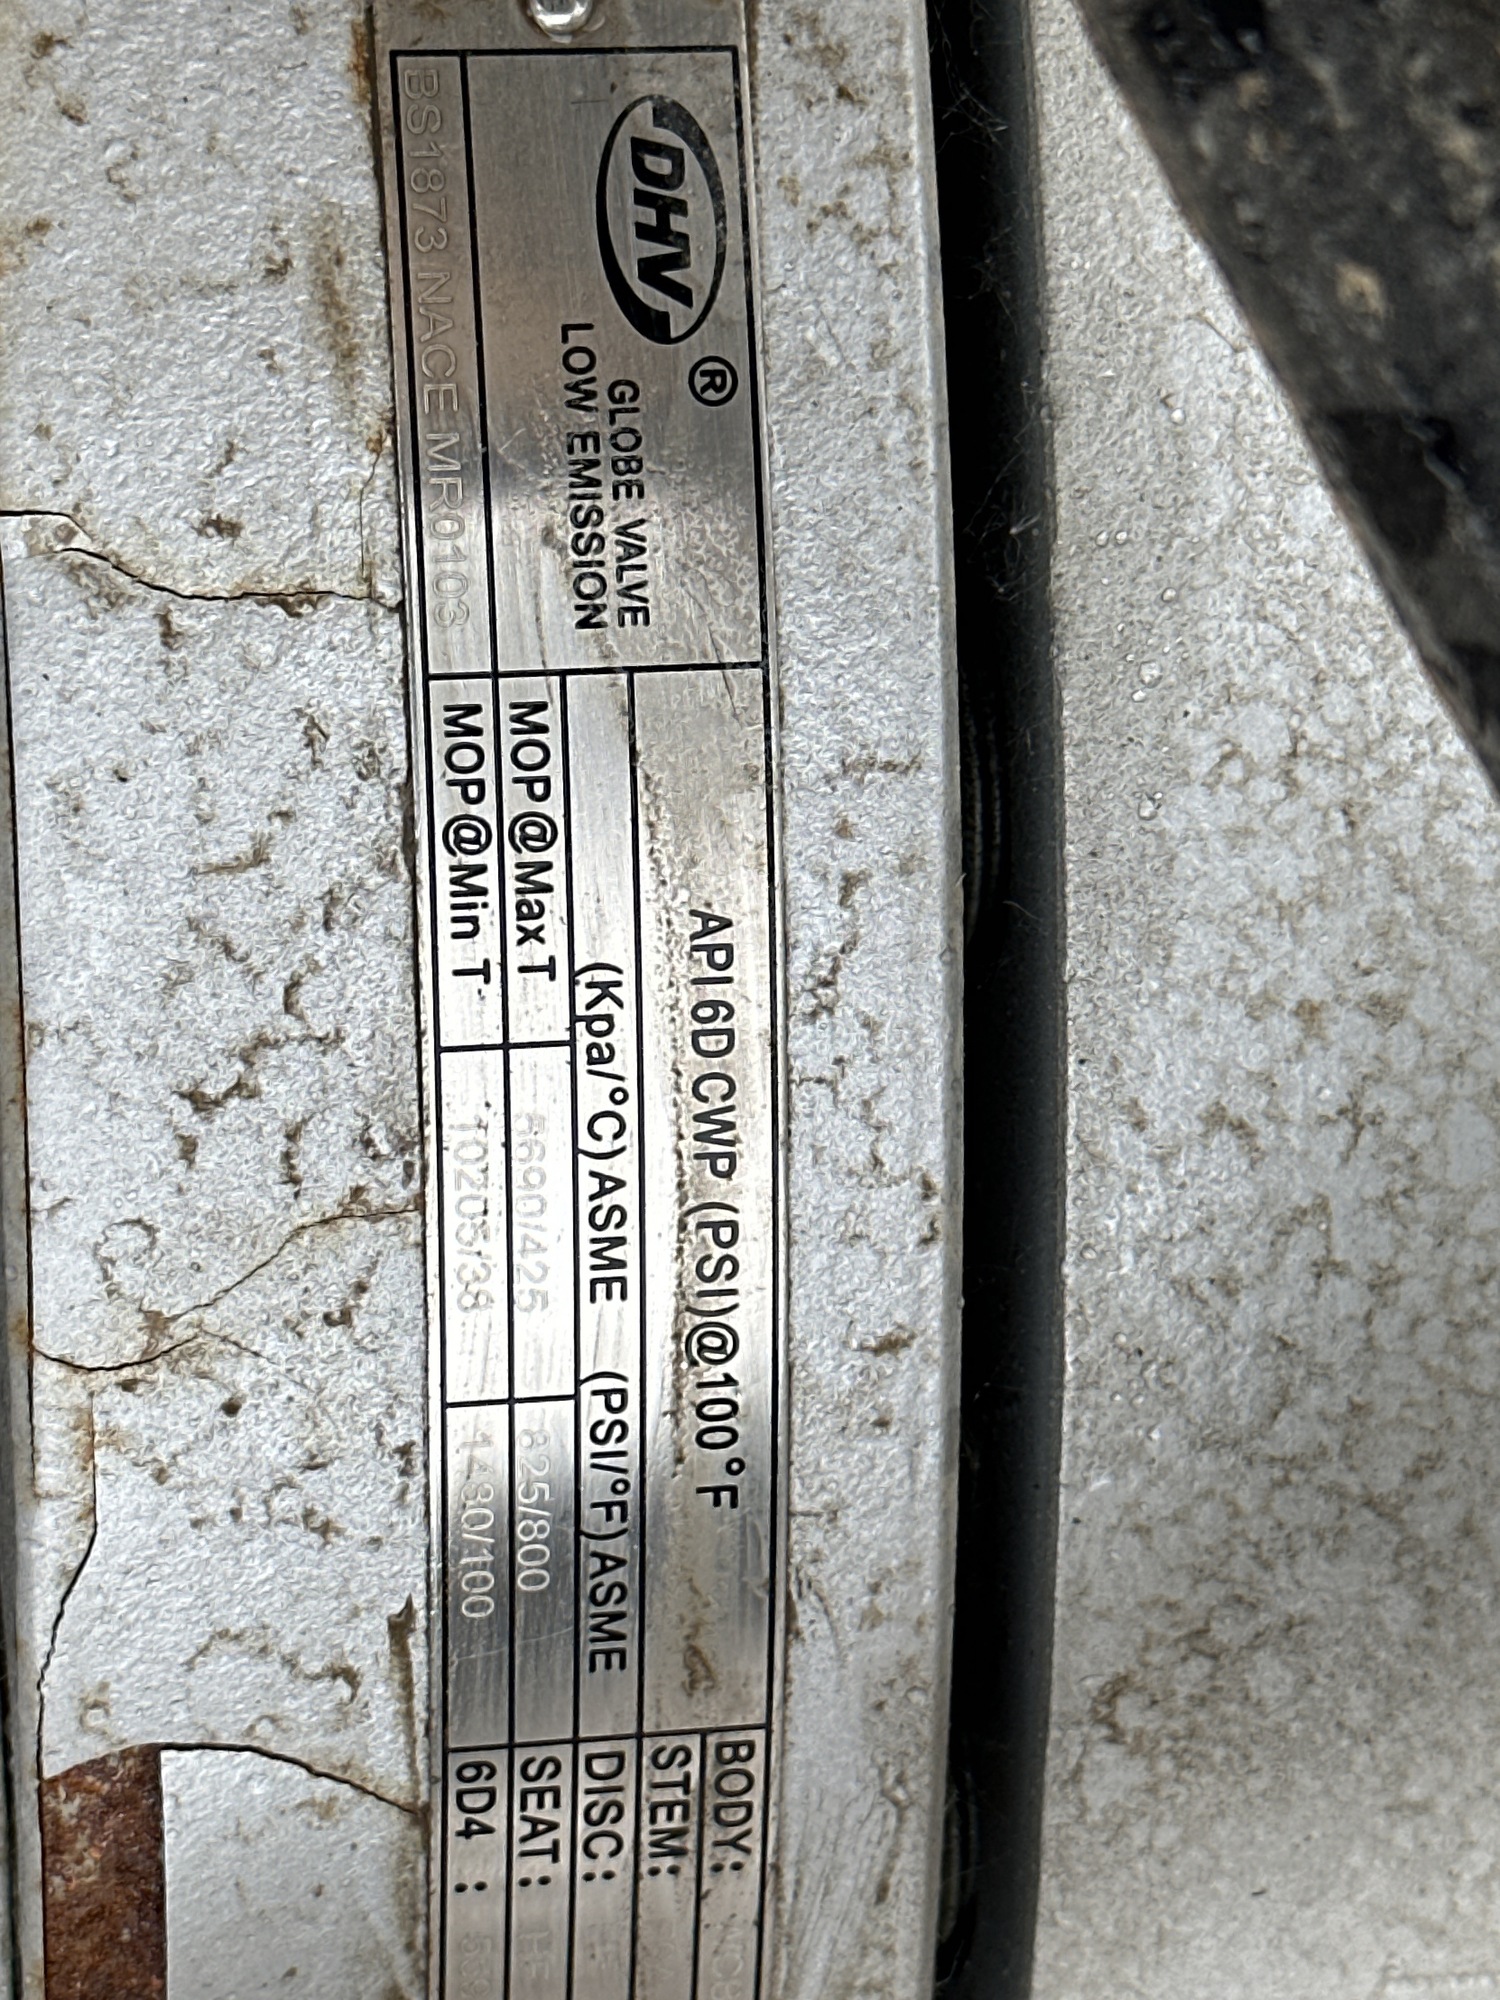 DHV®
GLOBE VALVE
LOW EMISSION
BS1873 NACE MR0103
API 6D CWP (PSI)@100°F
(Kpa/°C) ASME (PSI/°F) ASME
MOP@Max T 5690/425 825/800
MOP@Min T 10205/38 1480/100
BODY:
STEM:
DISC:
SEAT:
6D4 :